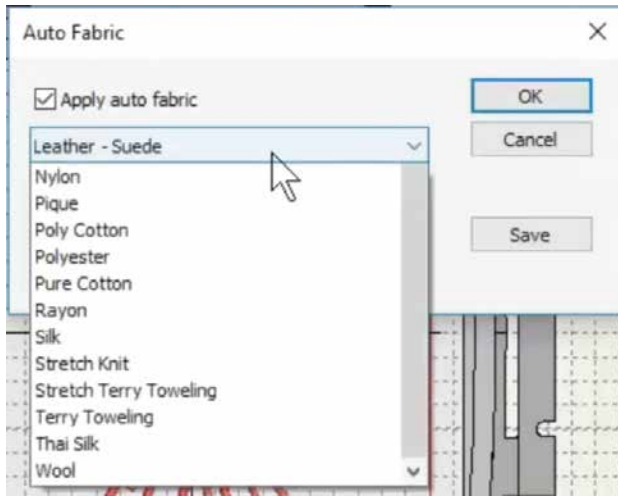 Auto Fabric
Apply auto fabric
OK
Leather - Suede
Cancel
Nylon
Pique
Poly Cotton
Polyester
Save
Pure Cotton
Rayon
Silk
Stretch Knit
Stretch Terry Toweling
Terry Toweling
Thai Silk
Wool